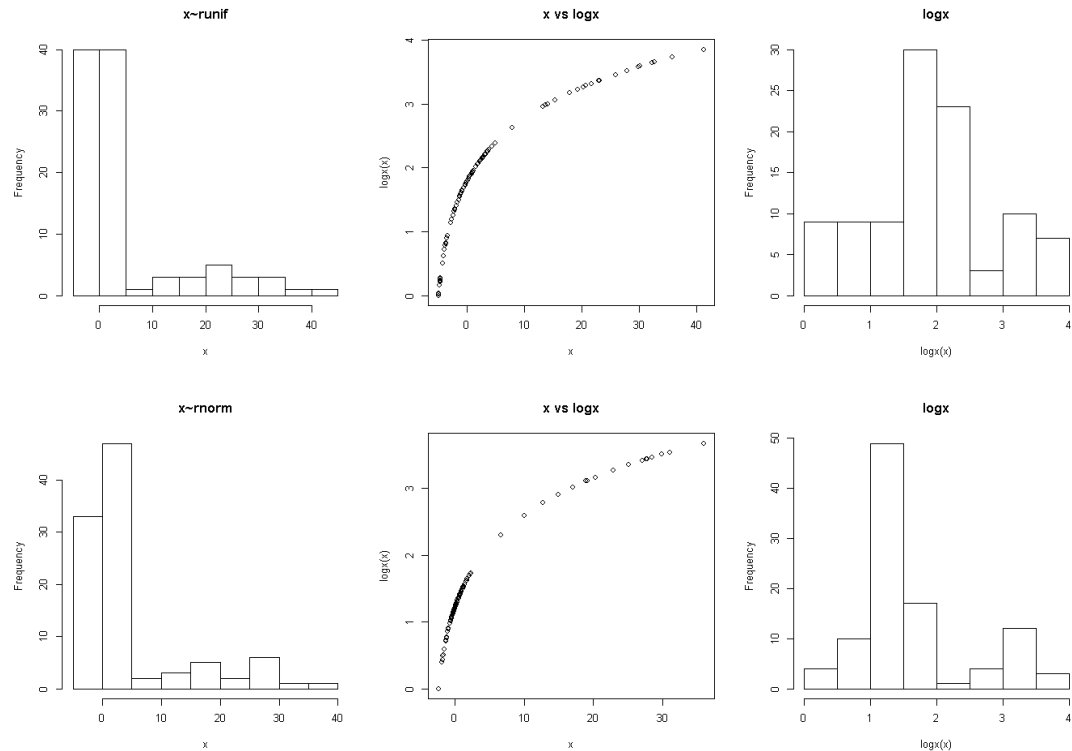 x~runif
x vs logx
logx
Frequency
0 10 20 30 40
0 10 20 30 40
x
logx(x)
0 1 2 3 4
0 10 20 30 40
x
Frequency
0 5 10 15 20 25 30
0 1 2 3 4
logx(x)
x~rnorm
x vs logx
logx
Frequency
0 10 20 30 40
0 10 20 30 40
x
logx(x)
0 1 2 3
0 10 20 30
x
Frequency
0 10 20 30 40 50
0 1 2 3 4
logx(x)